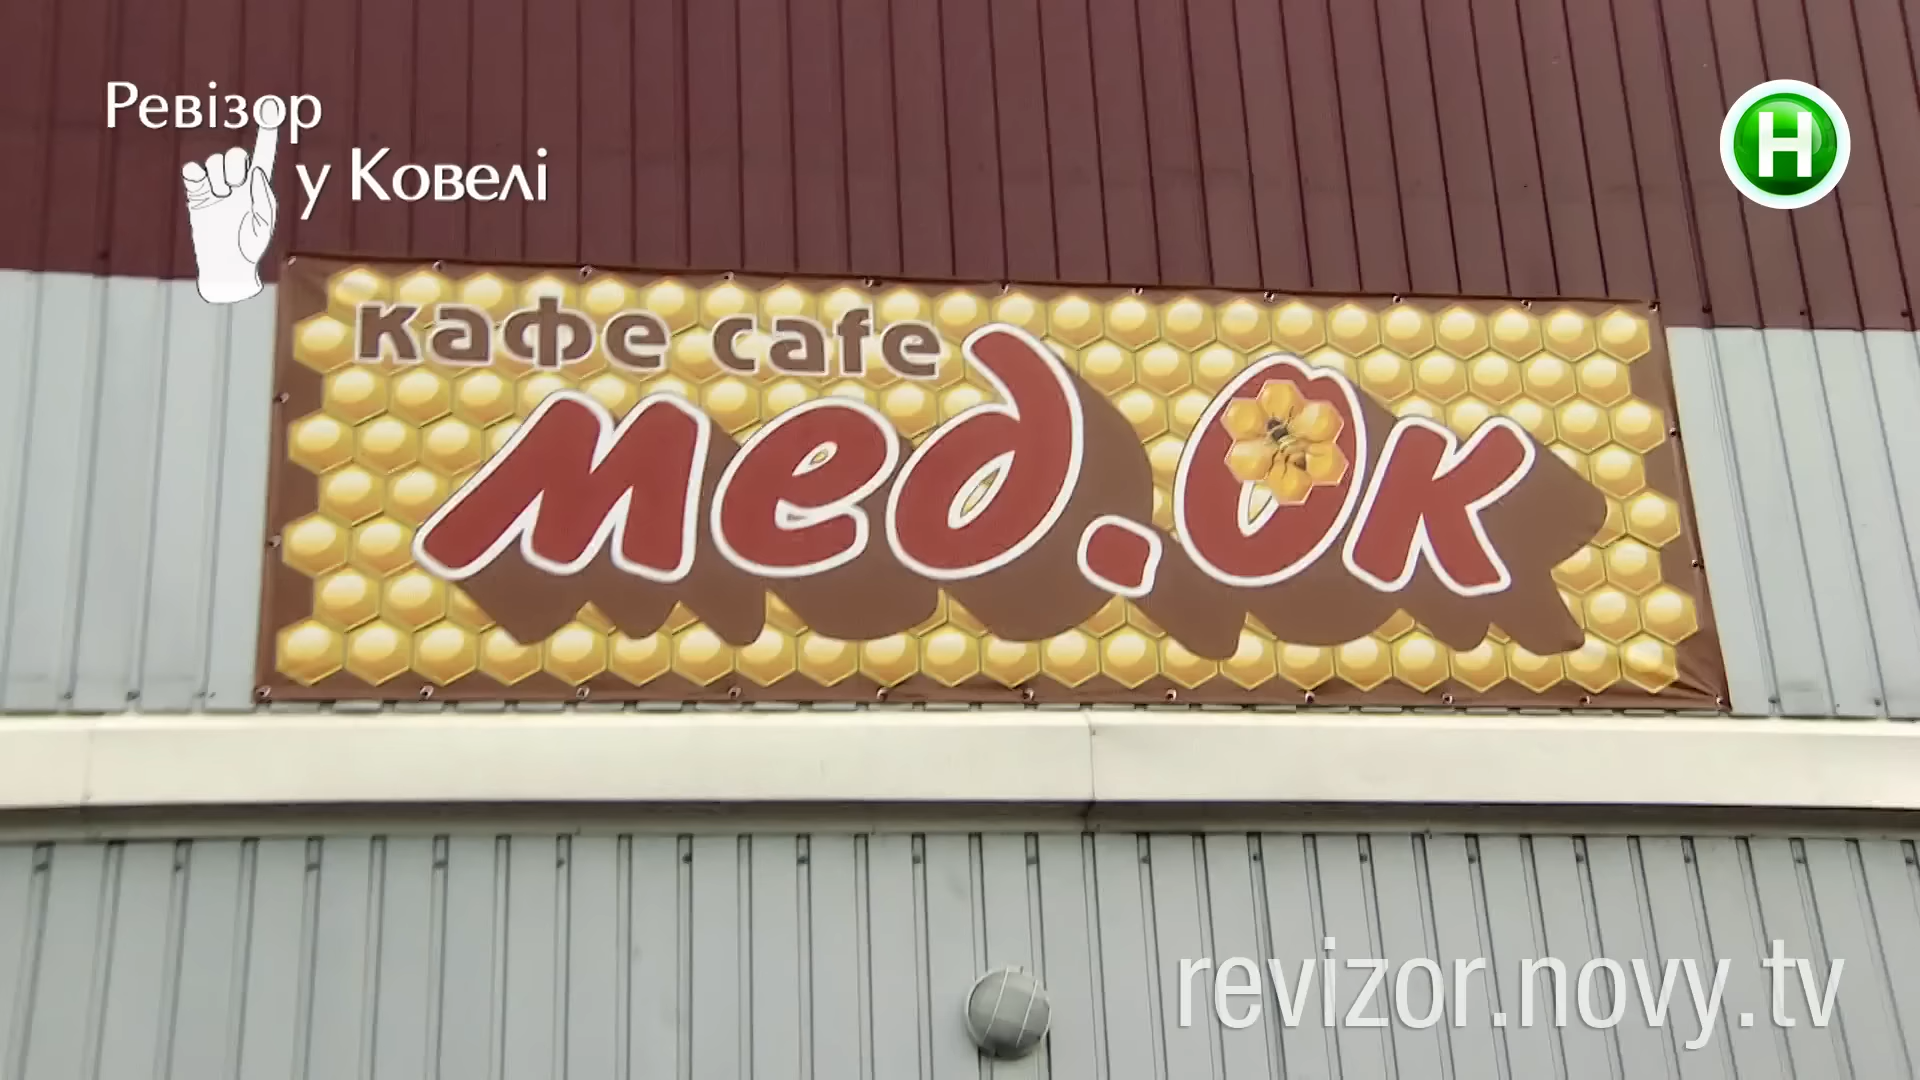 Ревізор
у Ковелі
Н
кафе cafe
мед.Ок
revizor.novy.tv